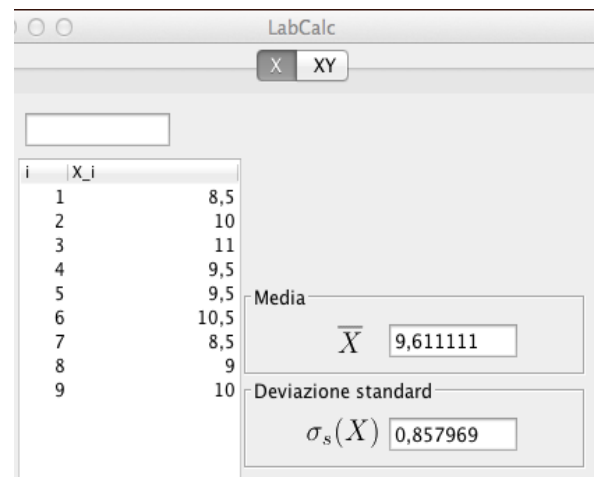 LabCalc
X XY
i X_i
1 8,5
2 10
3 11
4 9,5
5 9,5
6 10,5
7 8,5
8 9
9 10
Media
X̅ 9,611111
Deviazione standard
σₛ(X) 0,857969